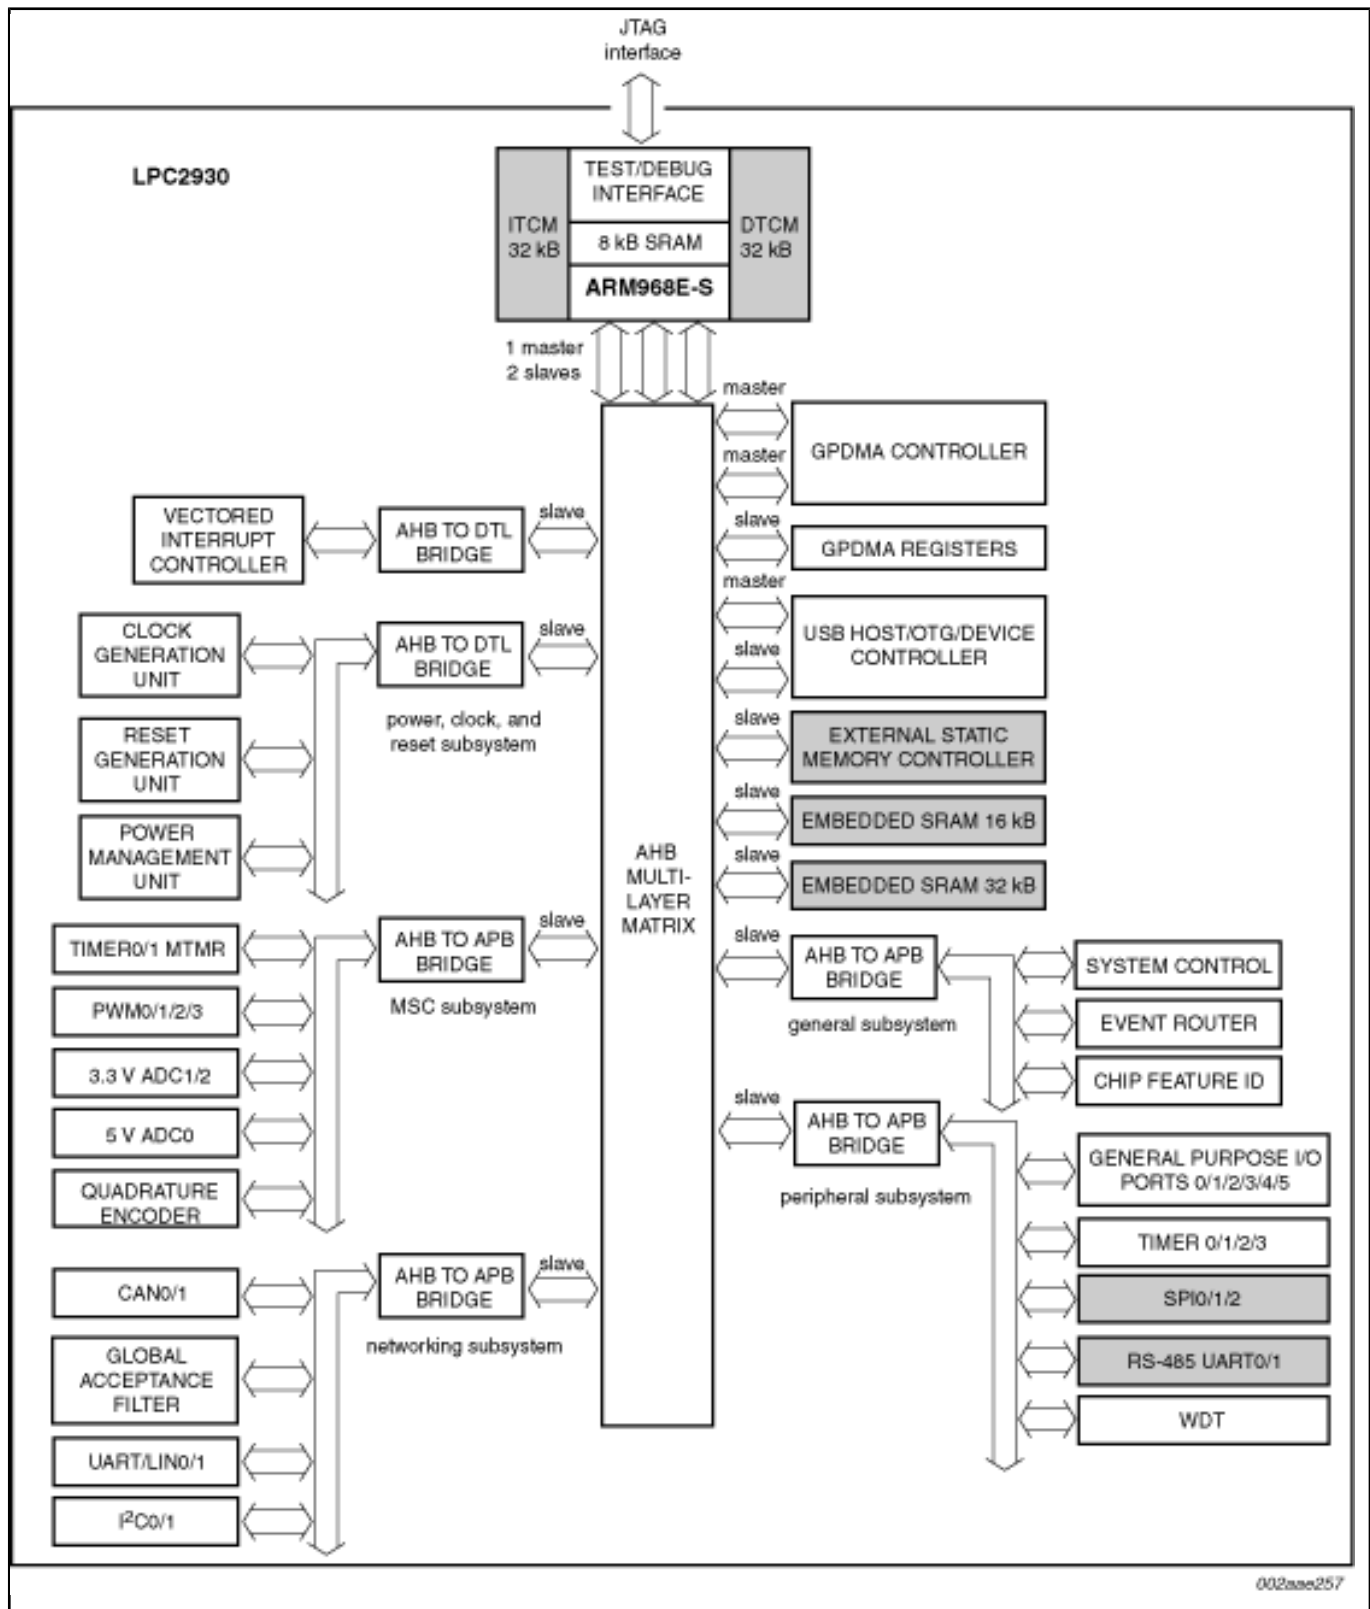 JTAG
interface
LPC2930
ITCM
32 kB
TEST/DEBUG
INTERFACE
8 kB SRAM
ARM968E-S
DTCM
32 kB
1 master
2 slaves
master
GPDMA CONTROLLER
master
slave
GPDMA REGISTERS
master
USB HOST/OTG/DEVICE
CONTROLLER
slave
slave
EXTERNAL STATIC
MEMORY CONTROLLER
slave
EMBEDDED SRAM 16 kB
slave
EMBEDDED SRAM 32 kB
slave
AHB TO APB
BRIDGE
general subsystem
SYSTEM CONTROL
EVENT ROUTER
CHIP FEATURE ID
slave
AHB TO APB
BRIDGE
peripheral subsystem
GENERAL PURPOSE I/O
PORTS 0/1/2/3/4/5
TIMER 0/1/2/3
SPI0/1/2
RS-485 UART0/1
WDT
AHB
MULTI-
LAYER
MATRIX
VECTORED
INTERRUPT
CONTROLLER
AHB TO DTL
BRIDGE
slave
CLOCK
GENERATION
UNIT
AHB TO DTL
BRIDGE
slave
power, clock, and
reset subsystem
RESET
GENERATION
UNIT
POWER
MANAGEMENT
UNIT
TIMER0/1 MTMR
AHB TO APB
BRIDGE
slave
MSC subsystem
PWM0/1/2/3
3.3 V ADC1/2
5 V ADC0
QUADRATURE
ENCODER
CAN0/1
AHB TO APB
BRIDGE
slave
networking subsystem
GLOBAL
ACCEPTANCE
FILTER
UART/LIN0/1
I²C0/1
002aae257